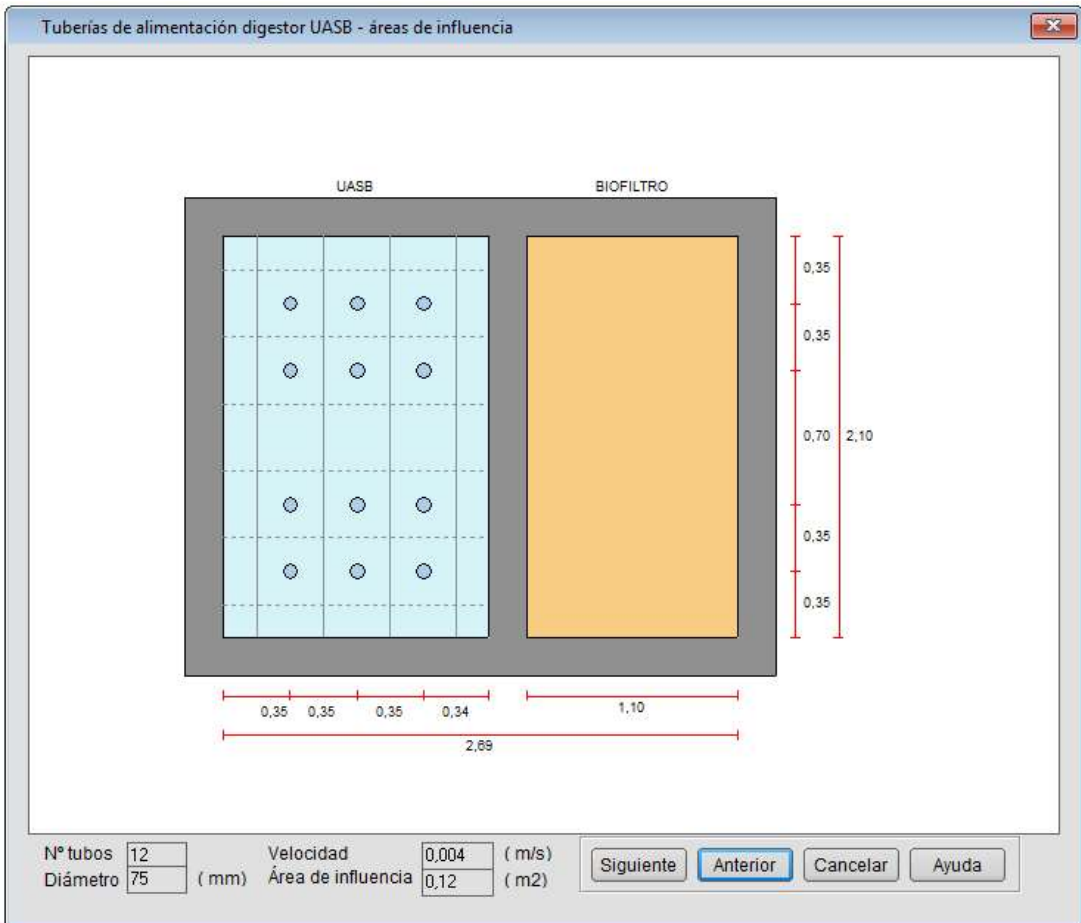 Tuberías de alimentación digestor UASB - áreas de influencia
UASB BIOFILTRO
0,35
0,35
0,70 2,10
0,35
0,35
0,35 0,35 0,35 0,34 1,10
2,69
Nº tubos 12 Velocidad 0,004 ( m/s)
Diámetro 75 ( mm) Área de influencia 0,12 ( m2)
Siguiente Anterior Cancelar Ayuda